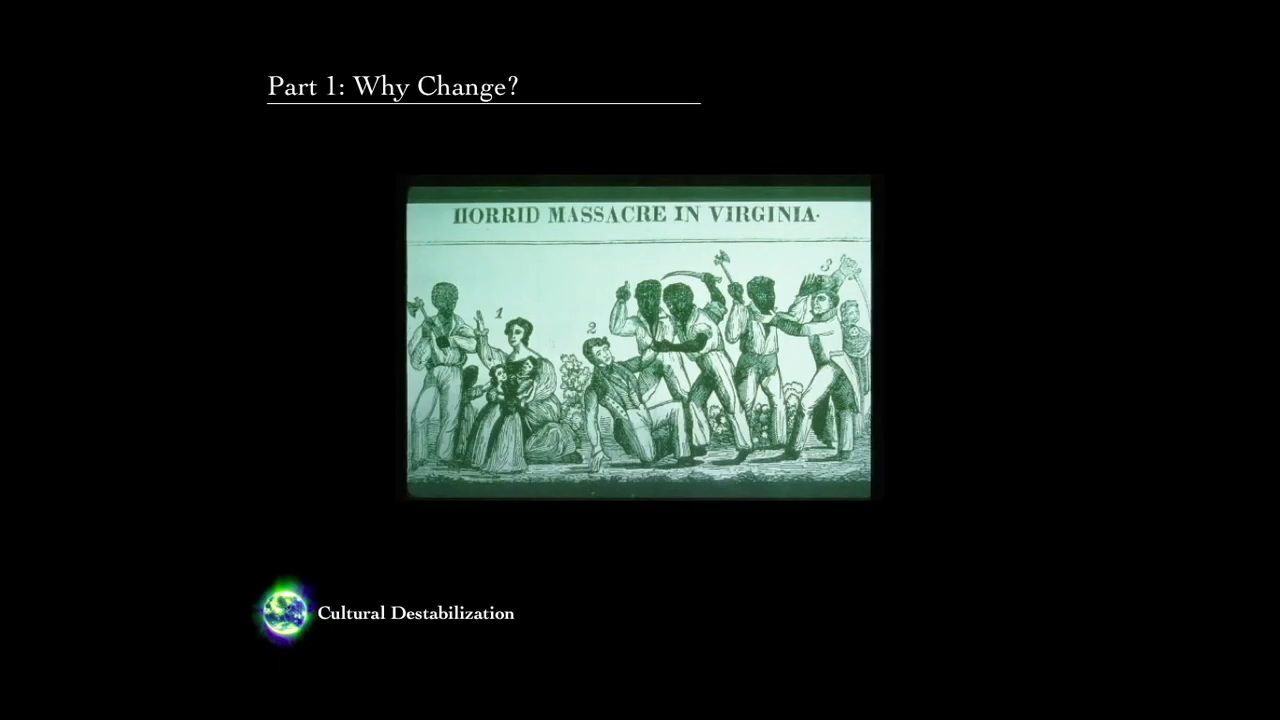 Part 1: Why Change?
HORRID MASSACRE IN VIRGINIA.
1
2
3
Cultural Destabilization